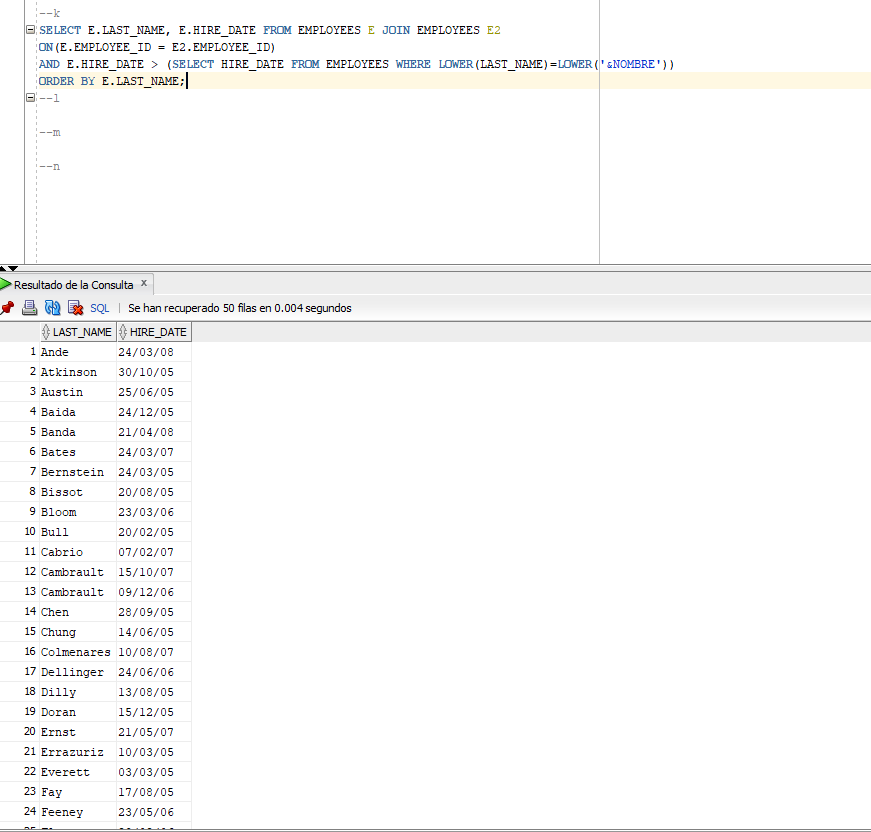 --k
SELECT E.LAST_NAME, E.HIRE_DATE FROM EMPLOYEES E JOIN EMPLOYEES E2
ON(E.EMPLOYEE_ID = E2.EMPLOYEE_ID)
AND E.HIRE_DATE > (SELECT HIRE_DATE FROM EMPLOYEES WHERE LOWER(LAST_NAME)=LOWER('&NOMBRE'))
ORDER BY E.LAST_NAME;
--l
--m
--n
Resultado de la Consulta x
SQL | Se han recuperado 50 filas en 0.004 segundos
LAST_NAME HIRE_DATE
1 Ande 24/03/08
2 Atkinson 30/10/05
3 Austin 25/06/05
4 Baida 24/12/05
5 Banda 21/04/08
6 Bates 24/03/07
7 Bernstein 24/03/05
8 Bissot 20/08/05
9 Bloom 23/03/06
10 Bull 20/02/05
11 Cabrio 07/02/07
12 Cambrault 15/10/07
13 Cambrault 09/12/06
14 Chen 28/09/05
15 Chung 14/06/05
16 Colmenares 10/08/07
17 Dellinger 24/06/06
18 Dilly 13/08/05
19 Doran 15/12/05
20 Ernst 21/05/07
21 Errazuriz 10/03/05
22 Everett 03/03/05
23 Fay 17/08/05
24 Feeney 23/05/06